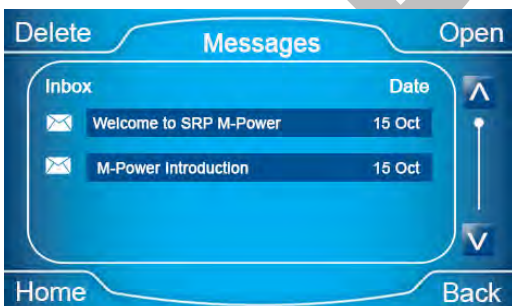 Delete Messages Open
Inbox Date
Welcome to SRP M-Power 15 Oct
M-Power Introduction 15 Oct
Home Back